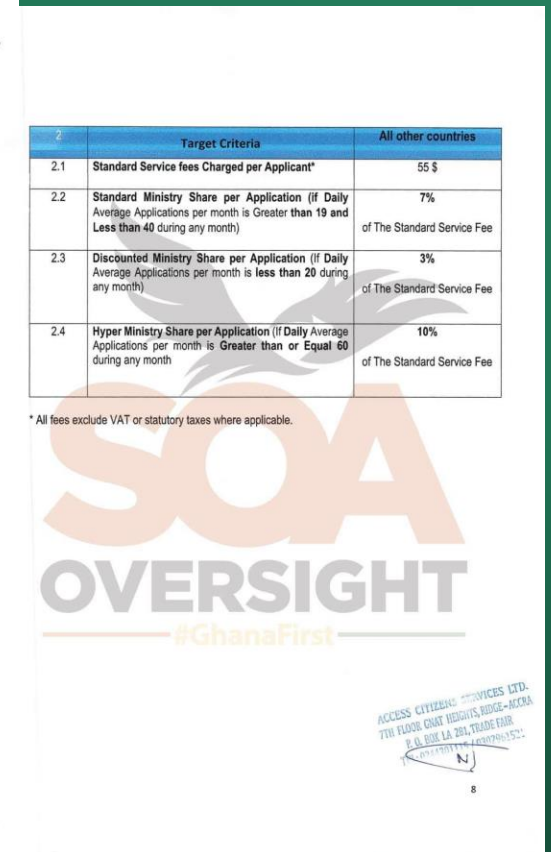 2 Target Criteria All other countries
2.1 Standard Service fees Charged per Applicant* 55 $
2.2 Standard Ministry Share per Application (if Daily
Average Applications per month is Greater than 19 and
Less than 40 during any month)
7%
of The Standard Service Fee
2.3 Discounted Ministry Share per Application (If Daily
Average Applications per month is less than 20 during
any month)
3%
of The Standard Service Fee
2.4 Hyper Ministry Share per Application (If Daily Average
Applications per month is Greater than or Equal 60
during any month
10%
of The Standard Service Fee
* All fees exclude VAT or statutory taxes where applicable.
SOA
OVERSIGHT
#GhanaFirst
ACCESS CITIZENS SERVICES LTD.
7TH FLOOR GNAT HEIGHTS, RIDGE-ACCRA
P. O. BOX LA 281, TRADE FAIR
N
8